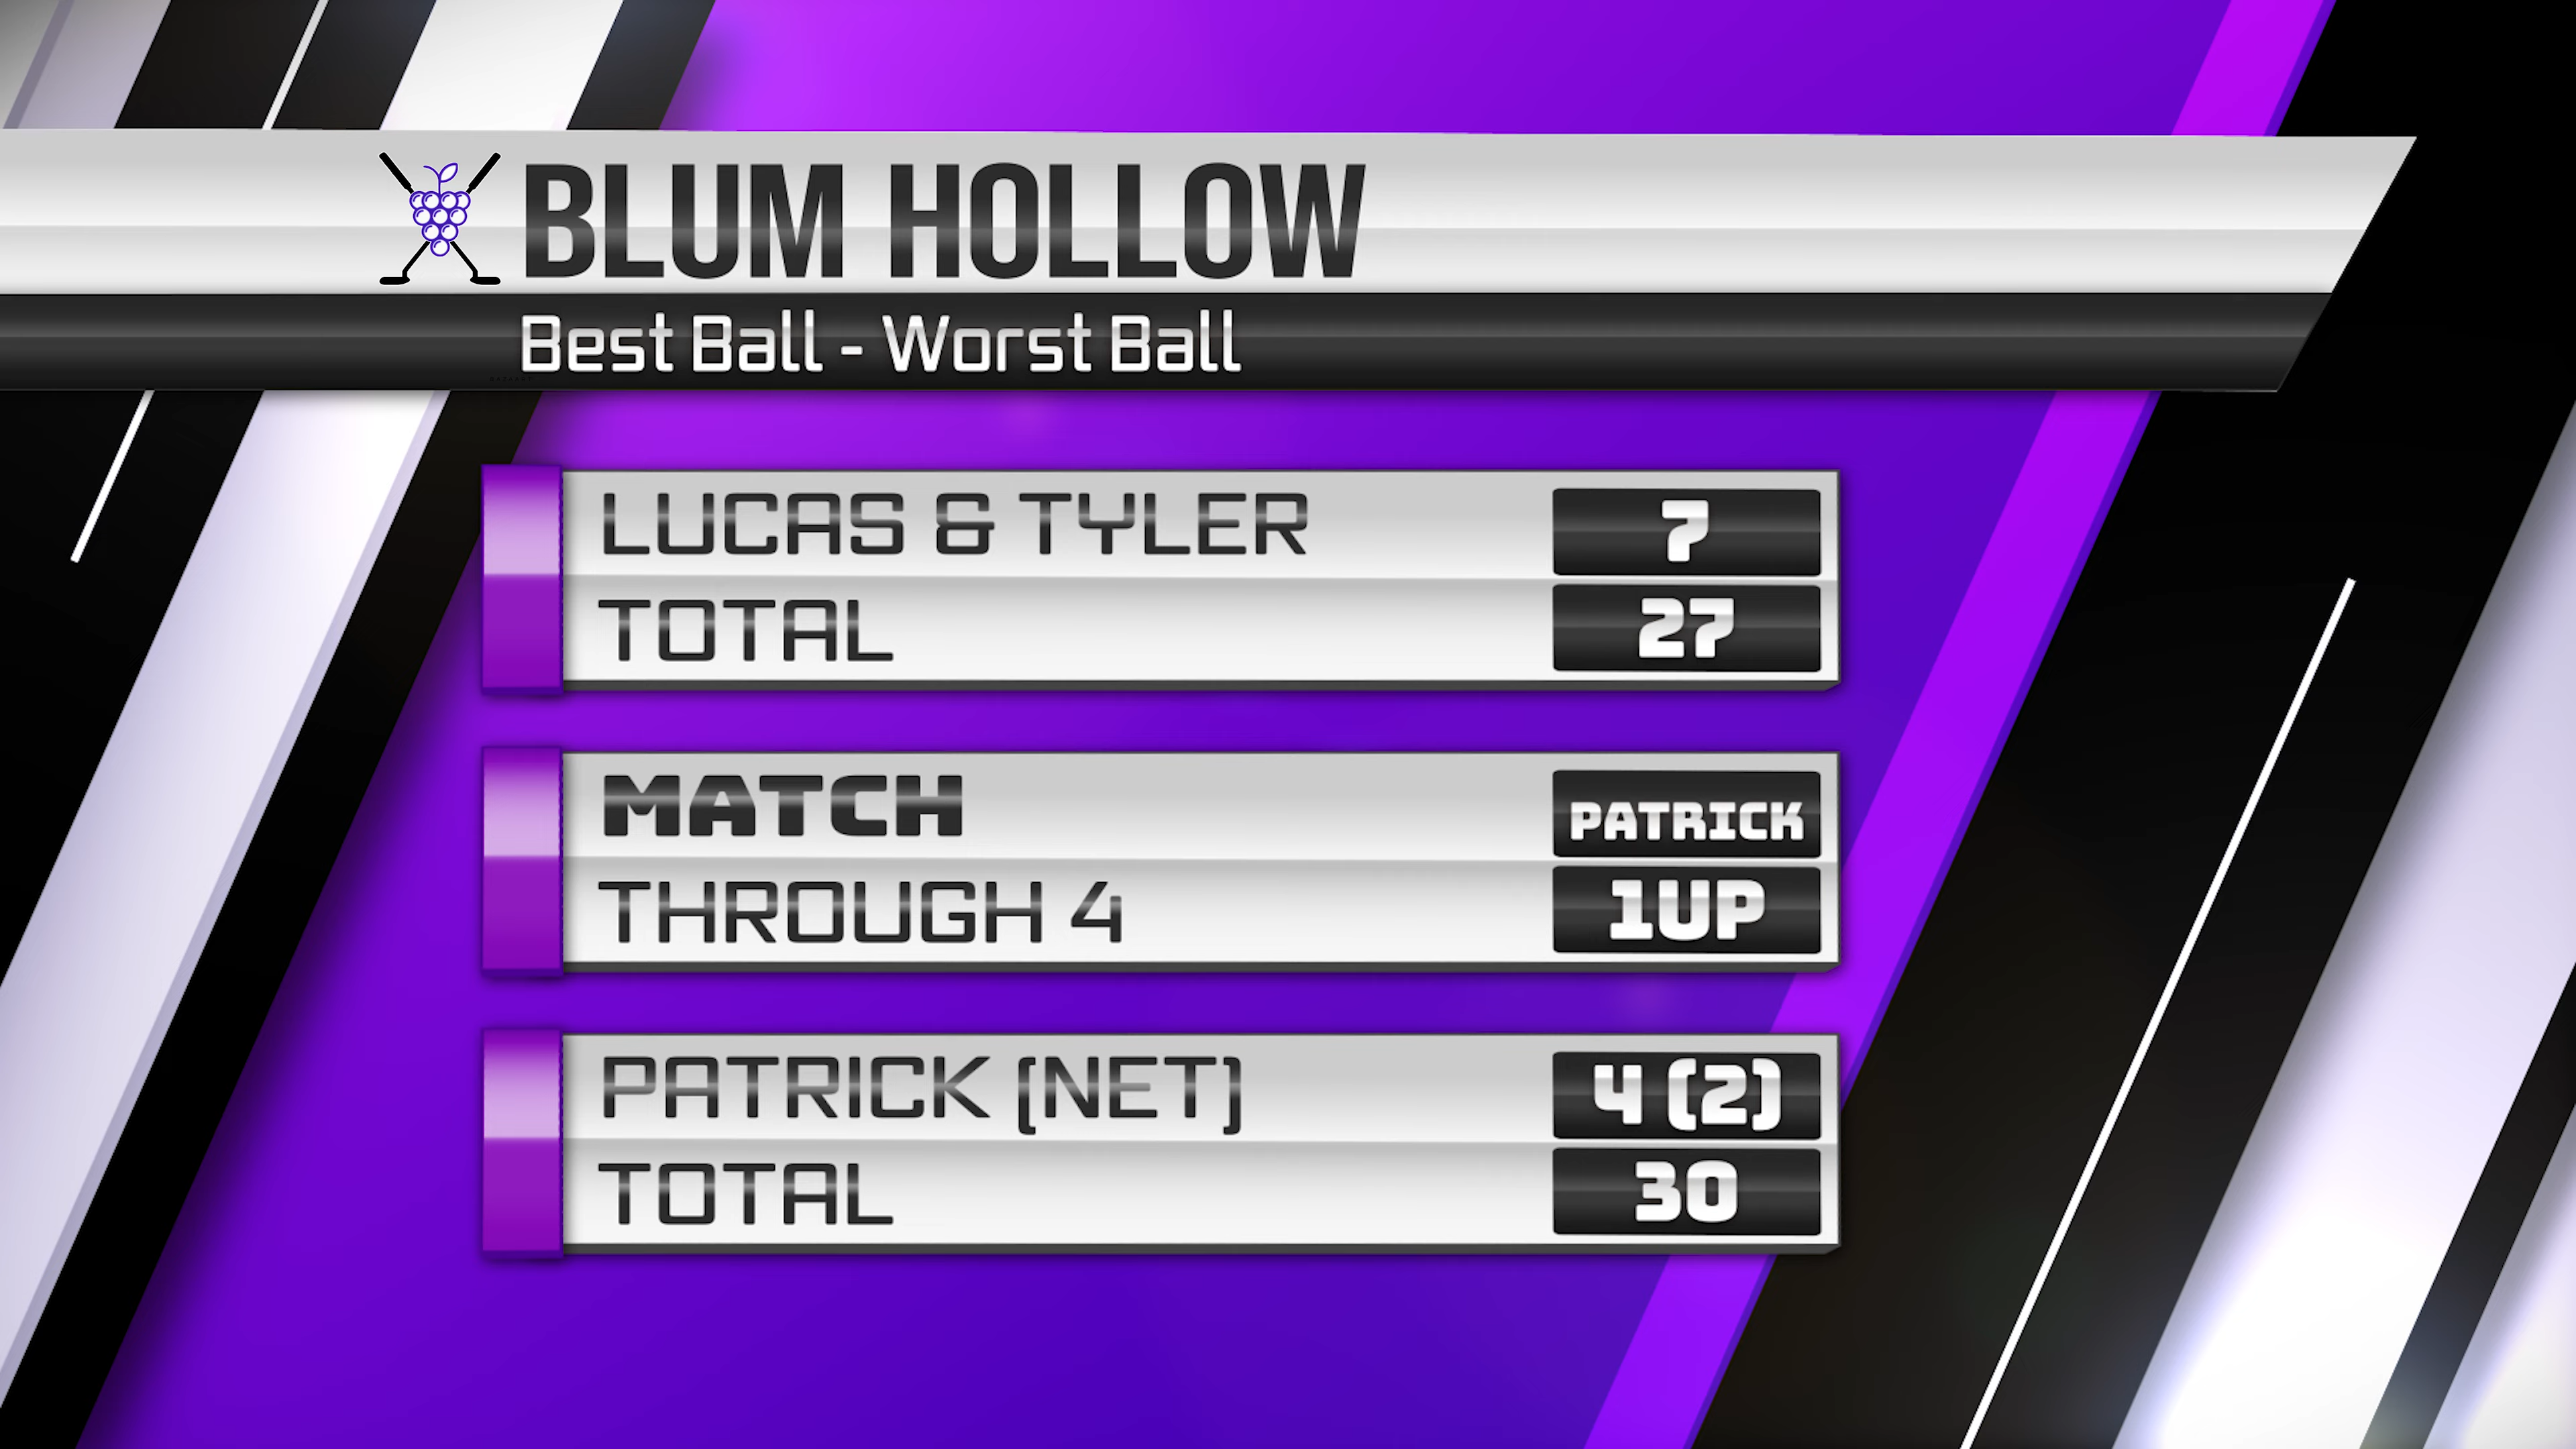 BLUM HOLLOW
Best Ball - Worst Ball
LUCAS & TYLER 7
TOTAL 27
MATCH PATRICK
THROUGH 4 1UP
PATRICK (NET) 4 (2)
TOTAL 30